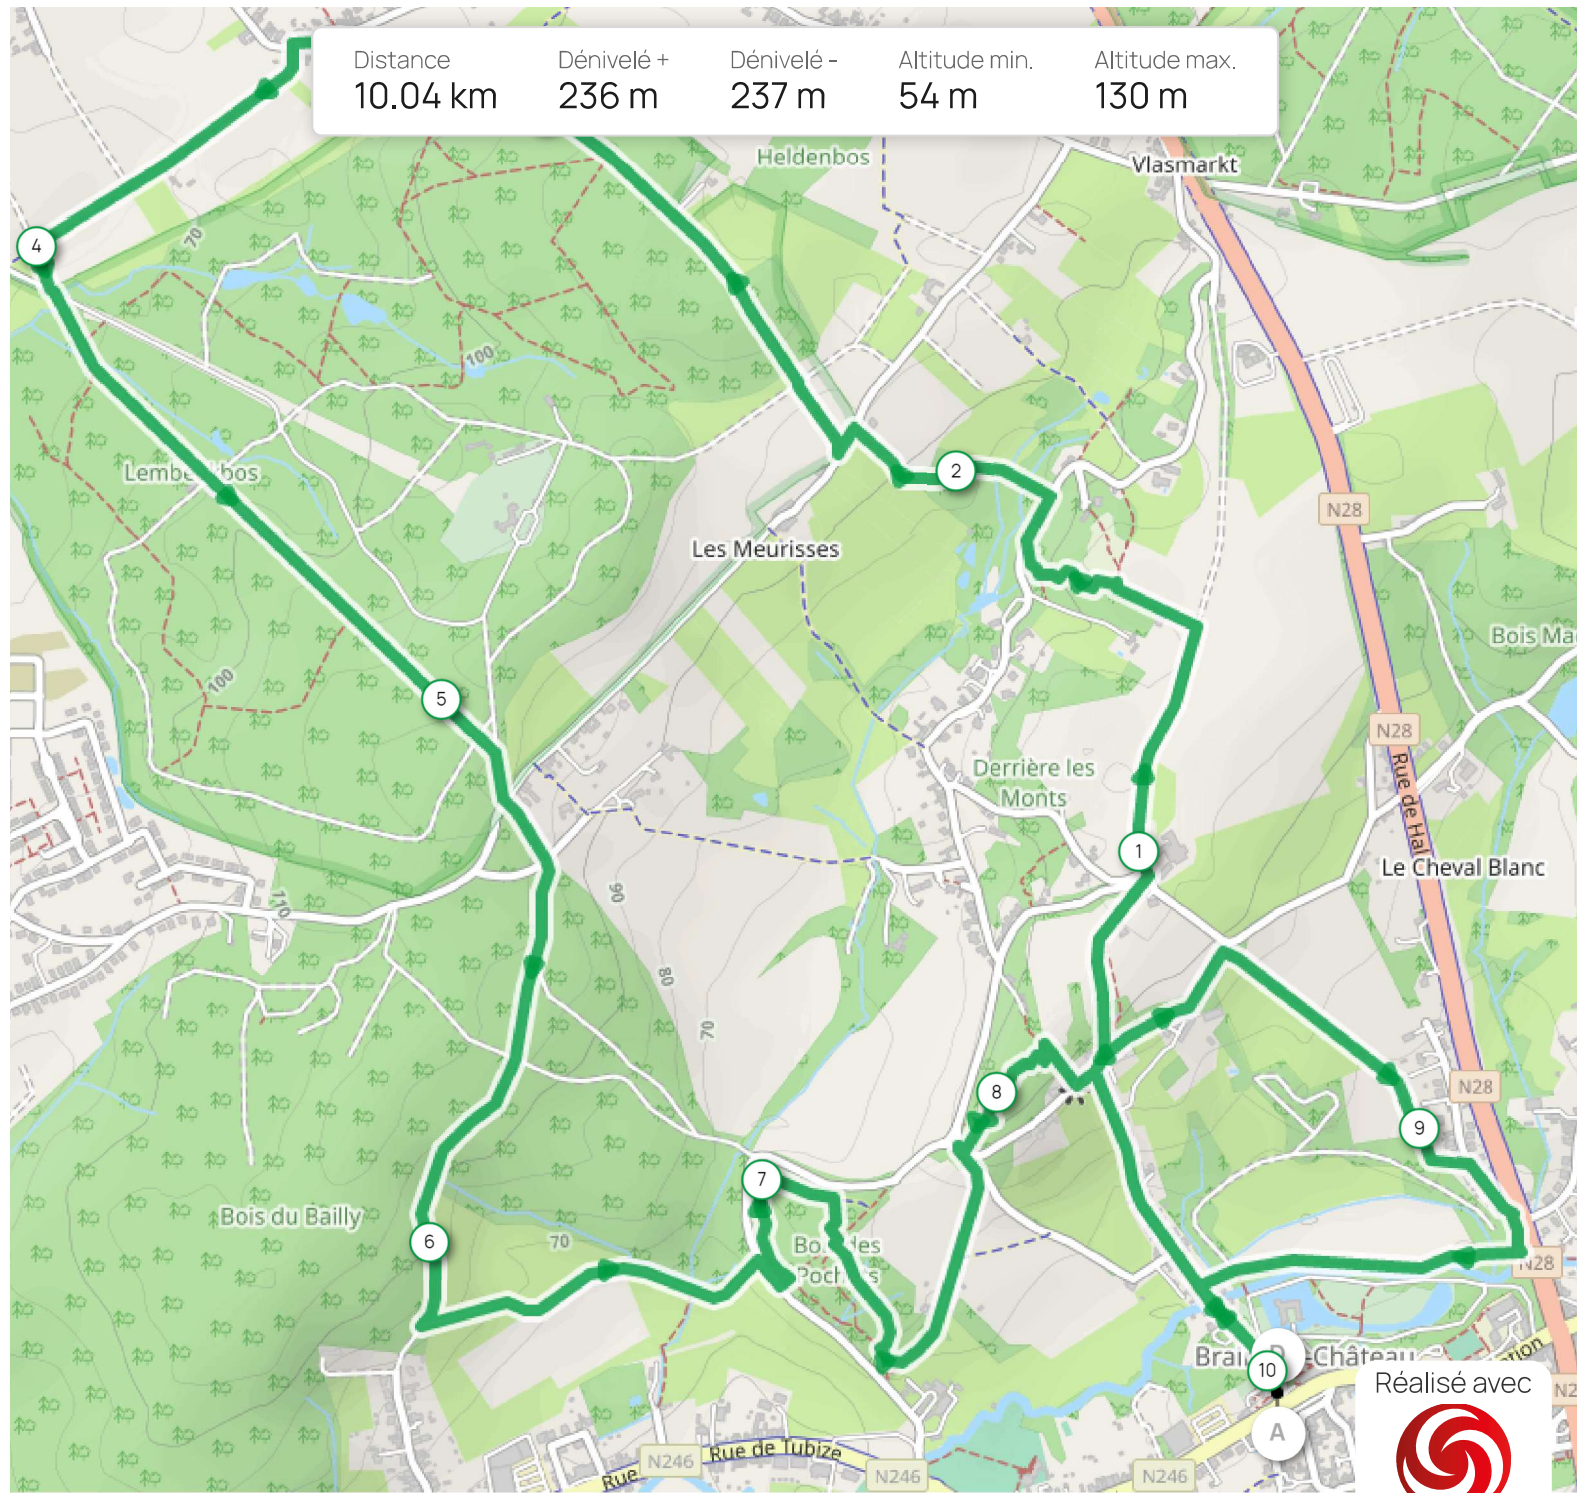 Distance
10.04 km
Dénivelé +
236 m
Dénivelé -
237 m
Altitude min.
54 m
Altitude max.
130 m
Heldenbos
Vlasmarkt
4
70
100
2
N28
Les Meurisses
Bois Ma
100
5
N28
Rue de Hal
Derrière les
Monts
1
Le Cheval Blanc
110
90
80
70
8
N28
9
7
Bois du Bailly
6
70
N28
10
A
Réalisé avec
Rue de Tubize
Rue
N246
N246
N246
N2